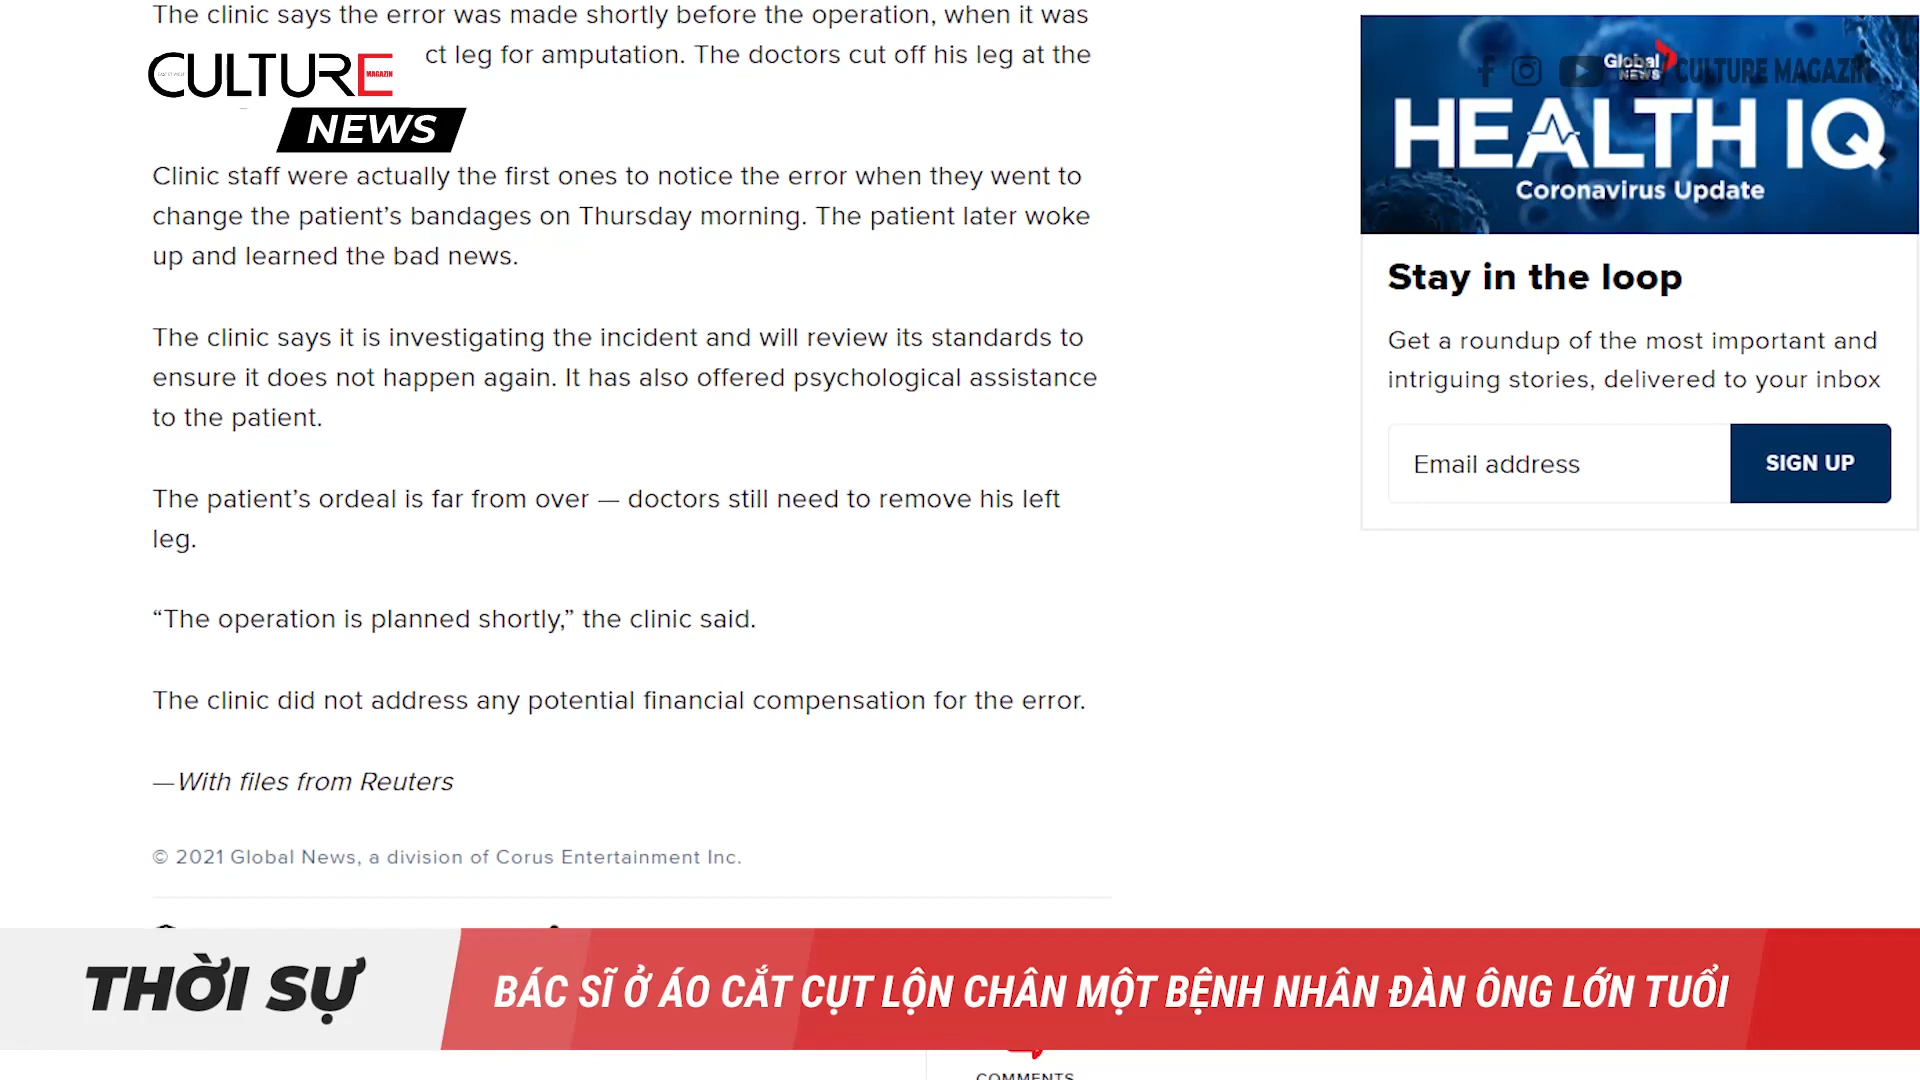 The clinic says the error was made shortly before the operation, when it was
ct leg for amputation. The doctors cut off his leg at the
CULTURE
MAGAZIN
NEWS
Clinic staff were actually the first ones to notice the error when they went to
change the patient’s bandages on Thursday morning. The patient later woke
up and learned the bad news.
The clinic says it is investigating the incident and will review its standards to
ensure it does not happen again. It has also offered psychological assistance
to the patient.
The patient’s ordeal is far from over — doctors still need to remove his left
leg.
“The operation is planned shortly,” the clinic said.
The clinic did not address any potential financial compensation for the error.
—With files from Reuters
© 2021 Global News, a division of Corus Entertainment Inc.
Global
NEWS
CULTURE MAGAZIN
HEALTH IQ
Coronavirus Update
Stay in the loop
Get a roundup of the most important and
intriguing stories, delivered to your inbox
Email address
SIGN UP
THỜI SỰ
BÁC SĨ Ở ÁO CẮT CỤT LỘN CHÂN MỘT BỆNH NHÂN ĐÀN ÔNG LỚN TUỔI
COMMENTS